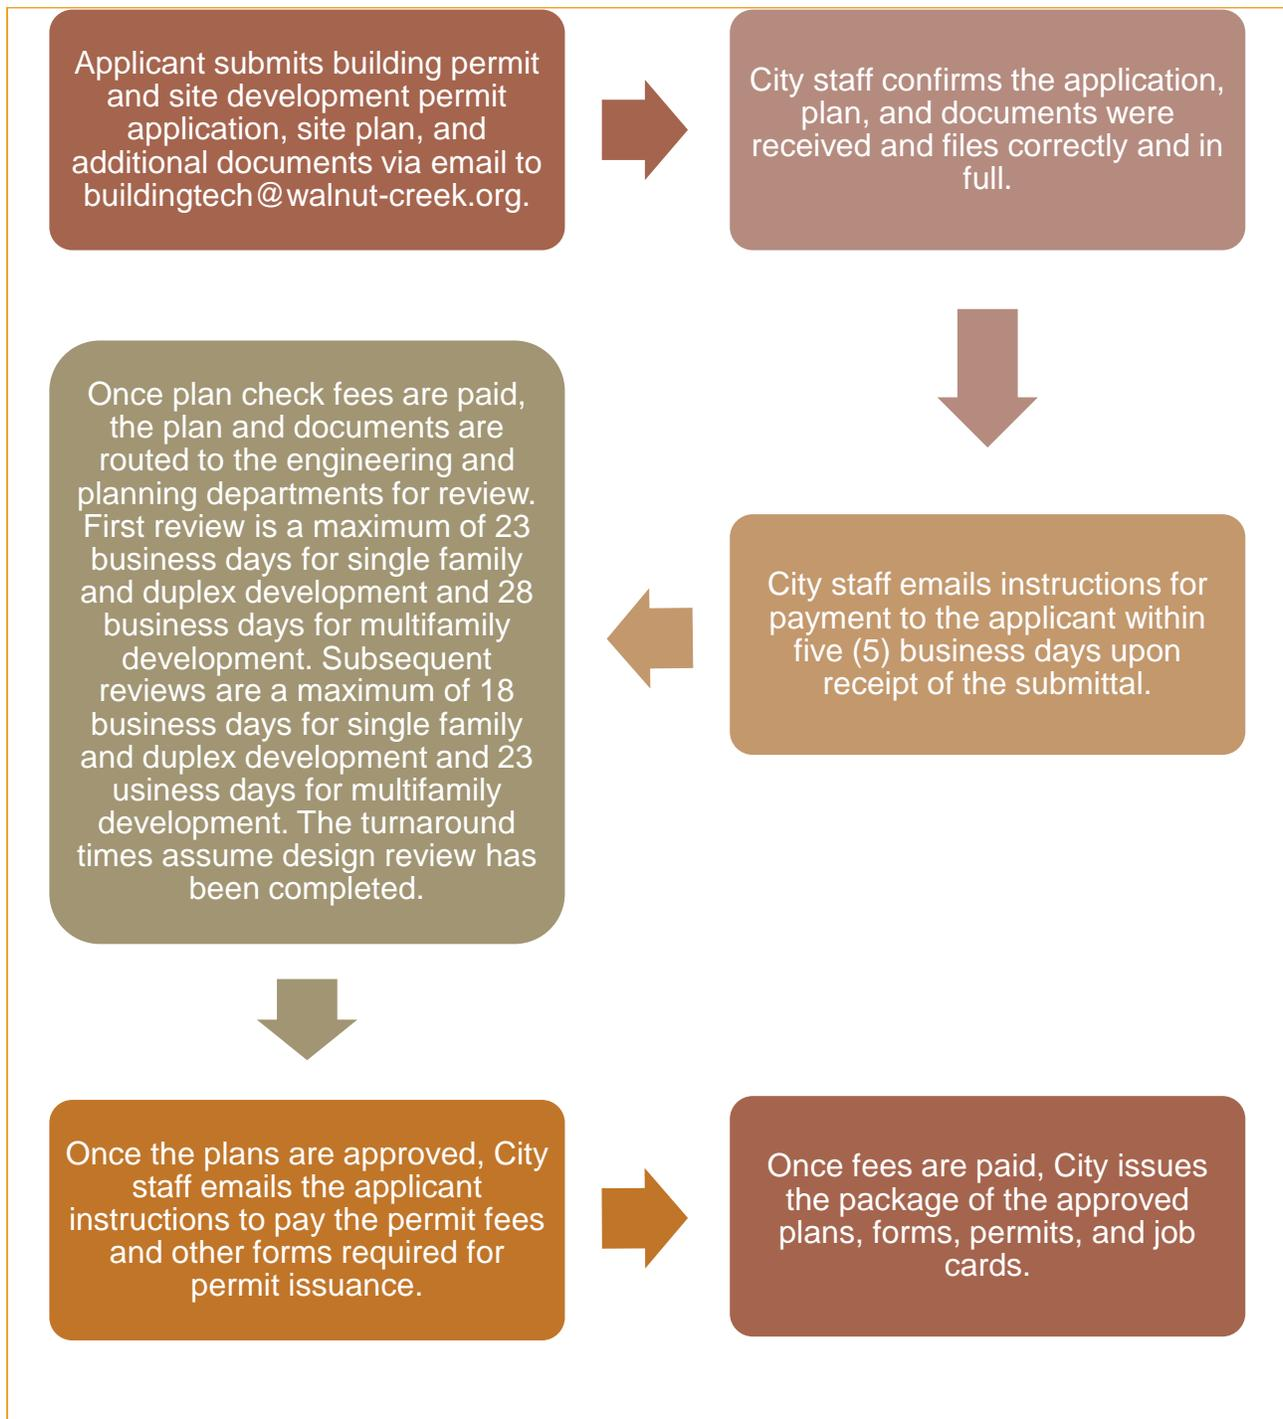 Applicant submits building permit
and site development permit
application, site plan, and
additional documents via email to
buildingtech@walnut-creek.org.
City staff confirms the application,
plan, and documents were
received and files correctly and in
full.
City staff emails instructions for
payment to the applicant within
five (5) business days upon
receipt of the submittal.
Once plan check fees are paid,
the plan and documents are
routed to the engineering and
planning departments for review.
First review is a maximum of 23
business days for single family
and duplex development and 28
business days for multifamily
development. Subsequent
reviews are a maximum of 18
business days for single family
and duplex development and 23
usiness days for multifamily
development. The turnaround
times assume design review has
been completed.
Once the plans are approved, City
staff emails the applicant
instructions to pay the permit fees
and other forms required for
permit issuance.
Once fees are paid, City issues
the package of the approved
plans, forms, permits, and job
cards.